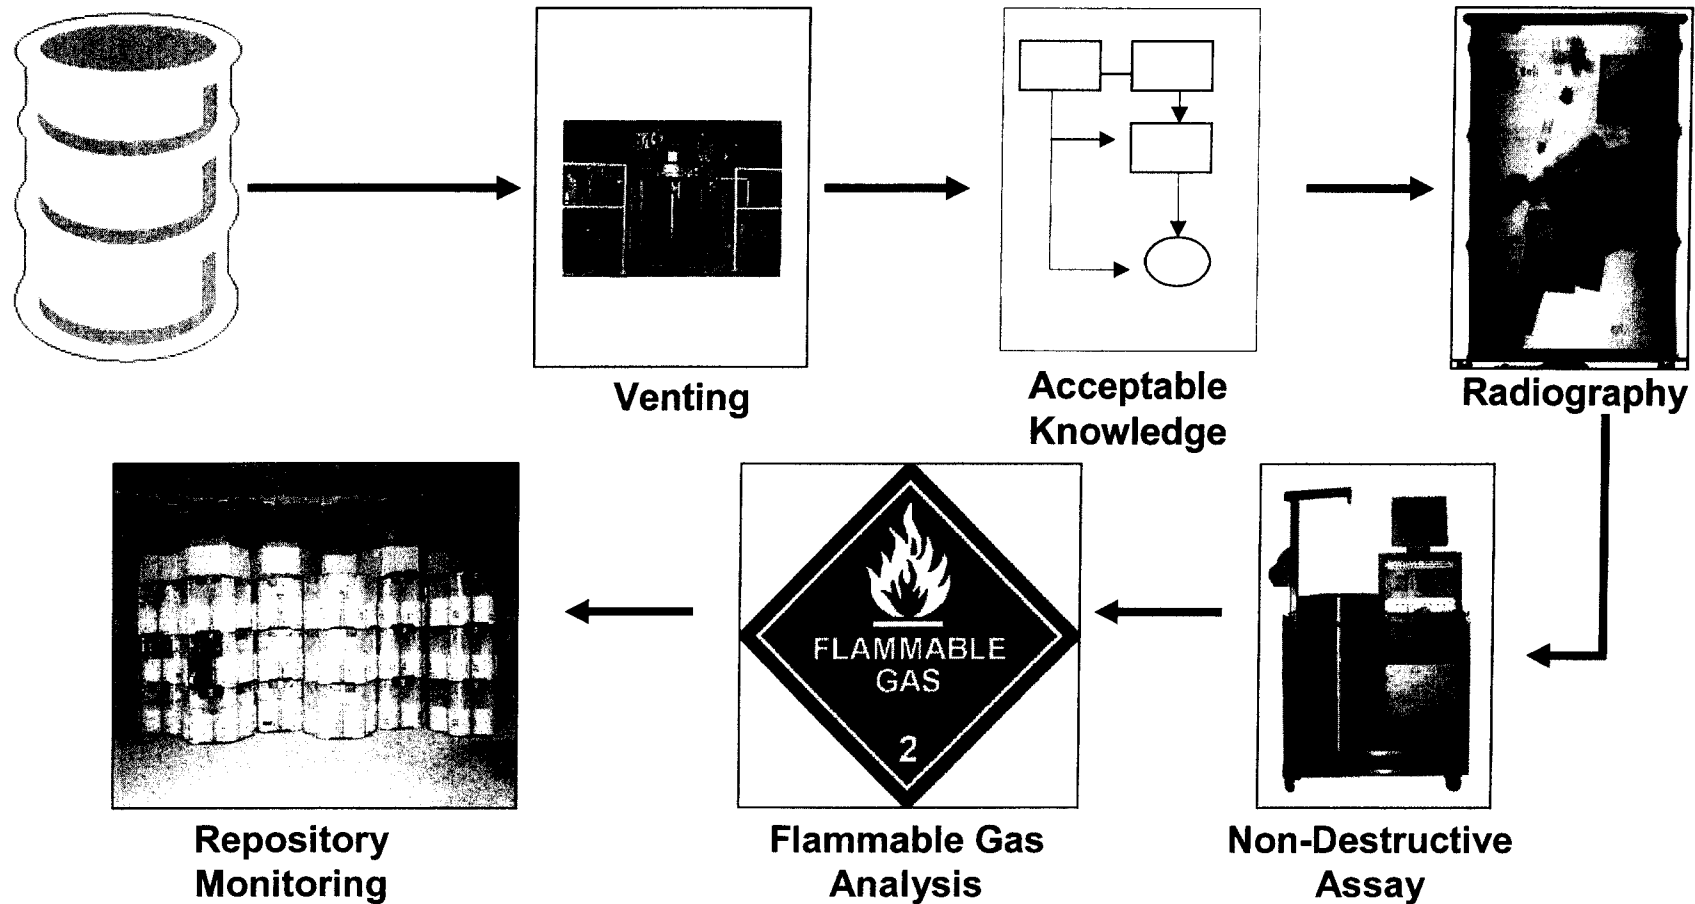 Venting
Acceptable
Knowledge
Radiography
FLAMMABLE
GAS
2
Repository
Monitoring
Flammable Gas
Analysis
Non-Destructive
Assay